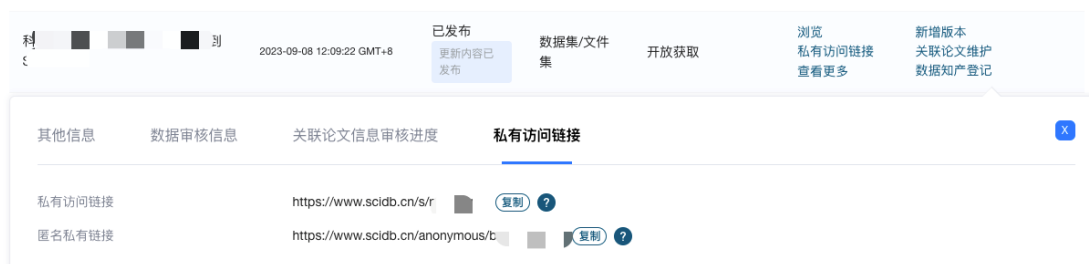 科 创
S
2023-09-08 12:09:22 GMT+8
已发布
更新内容已
发布
数据集/文件
集
开放获取
浏览
私有访问链接
查看更多
新增版本
关联论文维护
数据知产登记
其他信息 数据审核信息 关联论文信息审核进度 私有访问链接 X
私有访问链接 https://www.scidb.cn/s/ 复制 ?
匿名私有链接 https://www.scidb.cn/anonymous/b 复制 ?